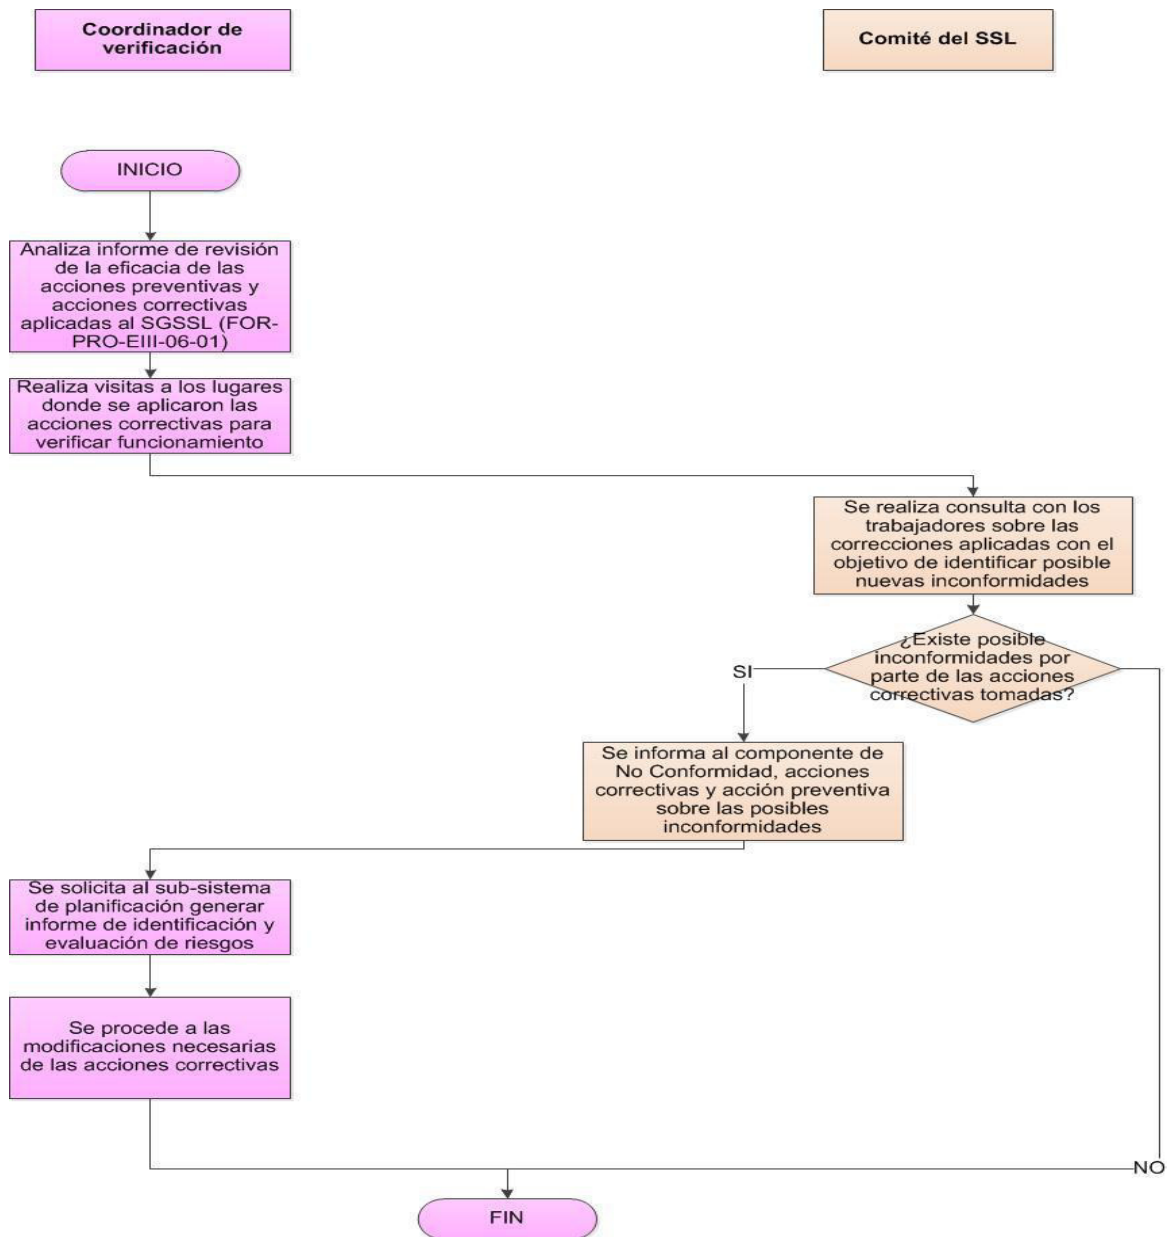 Coordinador de
verificación
Comité del SSL
INICIO
Analiza informe de revisión
de la eficacia de las
acciones preventivas y
acciones correctivas
aplicadas al SGSSL (FOR-
PRO-EIII-06-01)
Realiza visitas a los lugares
donde se aplicaron las
acciones correctivas para
verificar funcionamiento
Se realiza consulta con los
trabajadores sobre las
correcciones aplicadas con el
objetivo de identificar posible
nuevas inconformidades
¿Existe posible
inconformidades por
parte de las acciones
correctivas tomadas?
SI
Se informa al componente de
No Conformidad, acciones
correctivas y acción preventiva
sobre las posibles
inconformidades
Se solicita al sub-sistema
de planificación generar
informe de identificación y
evaluación de riesgos
Se procede a las
modificaciones necesarias
de las acciones correctivas
NO
FIN